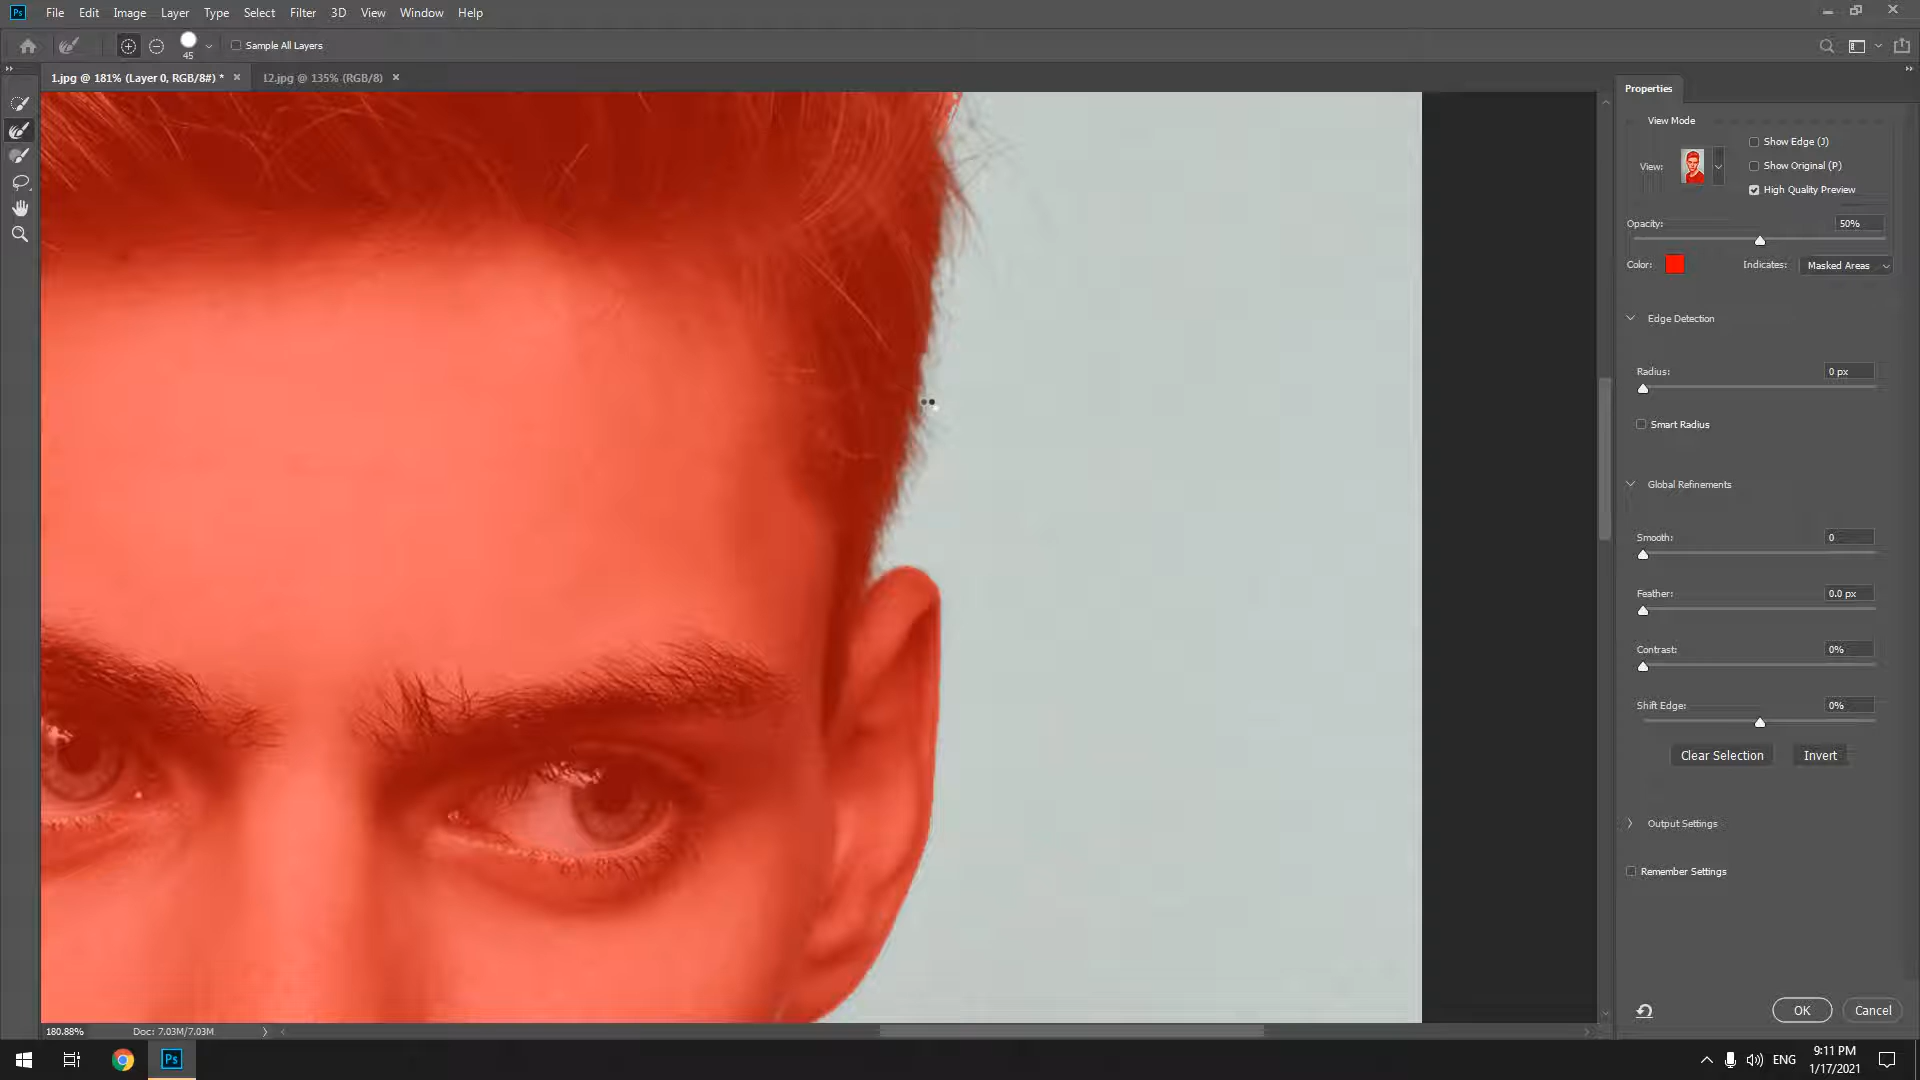 Ps File Edit Image Layer Type Select Filter 3D View Window Help
45 Sample All Layers
1.jpg @ 181% (Layer 0, RGB/8#) * × 12.jpg @ 135% (RGB/8) ×
Properties
View Mode
View:
Show Edge (J)
Show Original (P)
High Quality Preview
Opacity: 50%
Color: Indicates: Masked Areas
Edge Detection
Radius: 0 px
Smart Radius
Global Refinements
Smooth: 0
Feather: 0.0 px
Contrast: 0%
Shift Edge: 0%
Clear Selection Invert
Output Settings
Remember Settings
OK Cancel
180.88% Doc: 7.03M/7.03M
Ps ENG 9:11 PM
1/17/2021